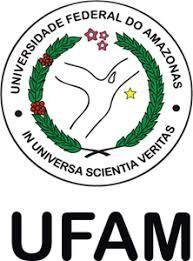 UNIVERSIDADE FEDERAL DO AMAZONAS
IN UNIVERSA SCIENTIA VERITAS
UFAM